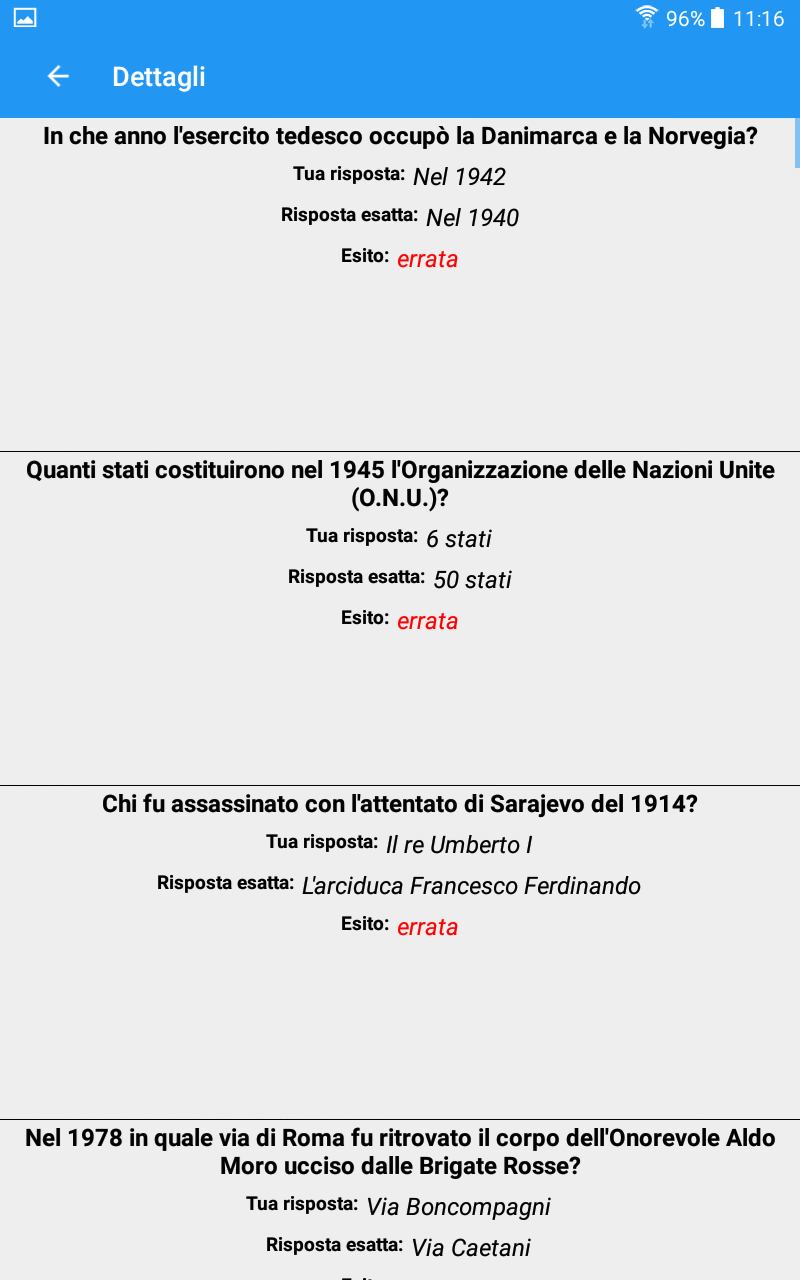 96% 11:16
Dettagli
In che anno l'esercito tedesco occupò la Danimarca e la Norvegia?
Tua risposta: Nel 1942
Risposta esatta: Nel 1940
Esito: errata
Quanti stati costituirono nel 1945 l'Organizzazione delle Nazioni Unite
(O.N.U.)?
Tua risposta: 6 stati
Risposta esatta: 50 stati
Esito: errata
Chi fu assassinato con l'attentato di Sarajevo del 1914?
Tua risposta: Il re Umberto I
Risposta esatta: L'arciduca Francesco Ferdinando
Esito: errata
Nel 1978 in quale via di Roma fu ritrovato il corpo dell'Onorevole Aldo
Moro ucciso dalle Brigate Rosse?
Tua risposta: Via Boncompagni
Risposta esatta: Via Caetani